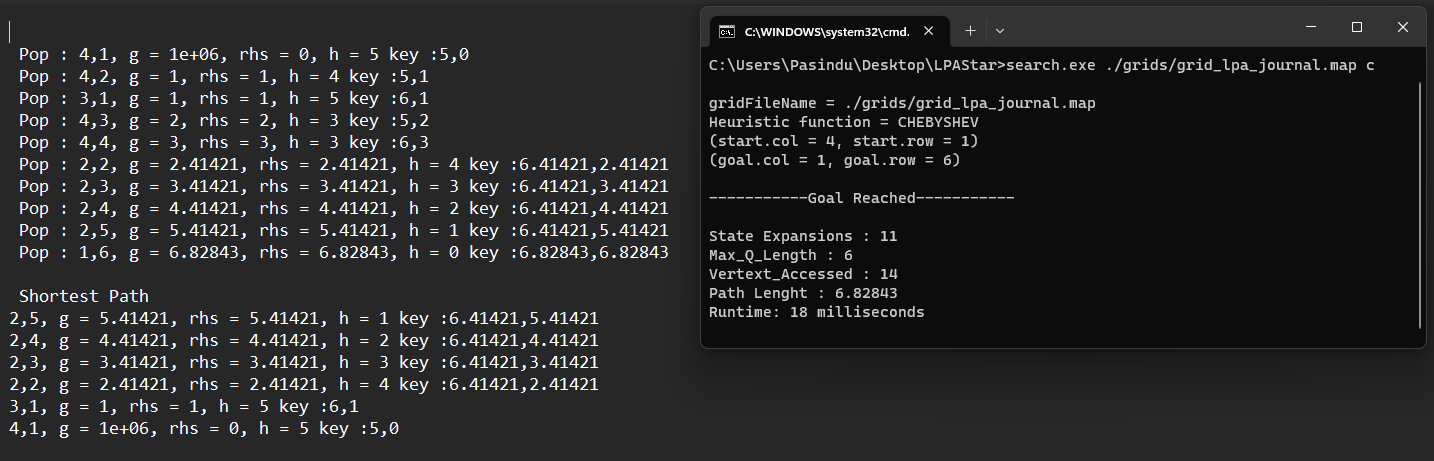 Pop : 4,1, g = 1e+06, rhs = 0, h = 5 key :5,0
Pop : 4,2, g = 1, rhs = 1, h = 4 key :5,1
Pop : 3,1, g = 1, rhs = 1, h = 5 key :6,1
Pop : 4,3, g = 2, rhs = 2, h = 3 key :5,2
Pop : 4,4, g = 3, rhs = 3, h = 3 key :6,3
Pop : 2,2, g = 2.41421, rhs = 2.41421, h = 4 key :6.41421,2.41421
Pop : 2,3, g = 3.41421, rhs = 3.41421, h = 3 key :6.41421,3.41421
Pop : 2,4, g = 4.41421, rhs = 4.41421, h = 2 key :6.41421,4.41421
Pop : 2,5, g = 5.41421, rhs = 5.41421, h = 1 key :6.41421,5.41421
Pop : 1,6, g = 6.82843, rhs = 6.82843, h = 0 key :6.82843,6.82843
Shortest Path
2,5, g = 5.41421, rhs = 5.41421, h = 1 key :6.41421,5.41421
2,4, g = 4.41421, rhs = 4.41421, h = 2 key :6.41421,4.41421
2,3, g = 3.41421, rhs = 3.41421, h = 3 key :6.41421,3.41421
2,2, g = 2.41421, rhs = 2.41421, h = 4 key :6.41421,2.41421
3,1, g = 1, rhs = 1, h = 5 key :6,1
4,1, g = 1e+06, rhs = 0, h = 5 key :5,0
C:\WINDOWS\system32\cmd.
C:\Users\Pasindu\Desktop\LPAStar>search.exe ./grids/grid_lpa_journal.map c
gridFileName = ./grids/grid_lpa_journal.map
Heuristic function = CHEBYSHEV
(start.col = 4, start.row = 1)
(goal.col = 1, goal.row = 6)
-----------Goal Reached-----------
State Expansions : 11
Max_Q_Length : 6
Vertext_Accessed : 14
Path Lenght : 6.82843
Runtime: 18 milliseconds